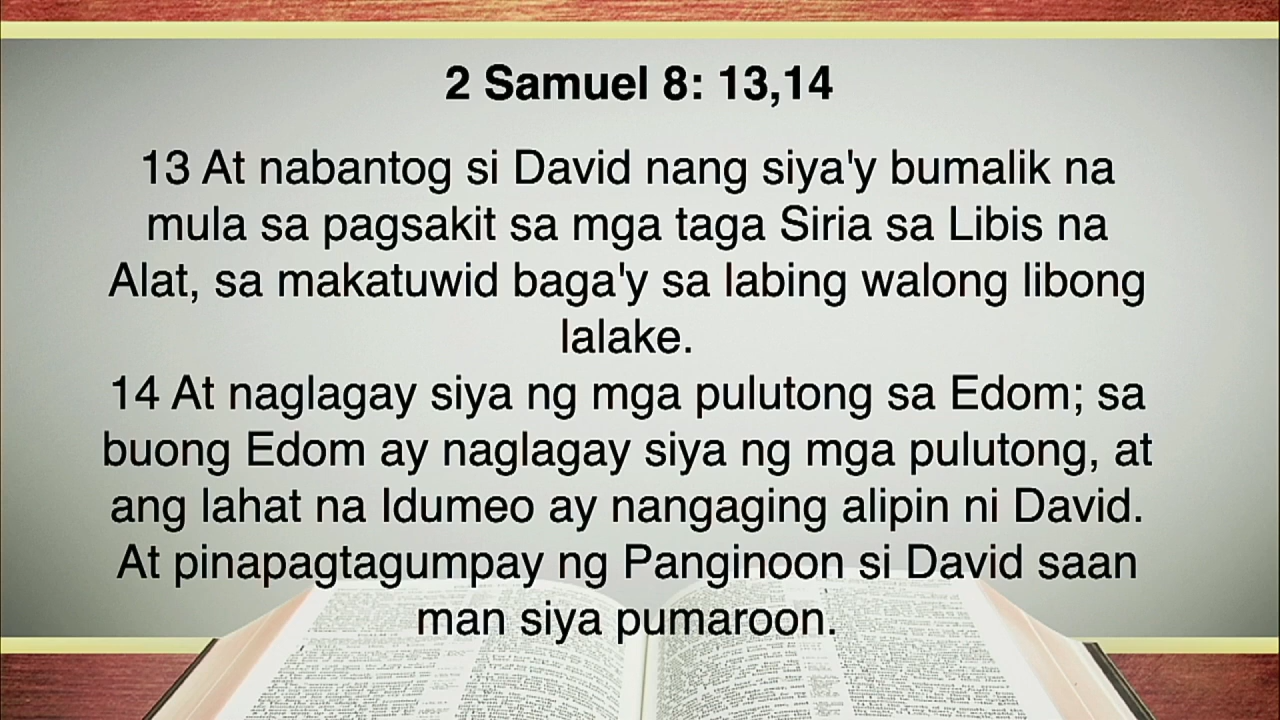 2 Samuel 8: 13,14
13 At nabantog si David nang siya'y bumalik na
mula sa pagsakit sa mga taga Siria sa Libis na
Alat, sa makatuwid baga'y sa labing walong libong
lalake.
14 At naglagay siya ng mga pulutong sa Edom; sa
buong Edom ay naglagay siya ng mga pulutong, at
ang lahat na Idumeo ay nangaging alipin ni David.
At pinapagtagumpay ng Panginoon si David saan
man siya pumaroon.